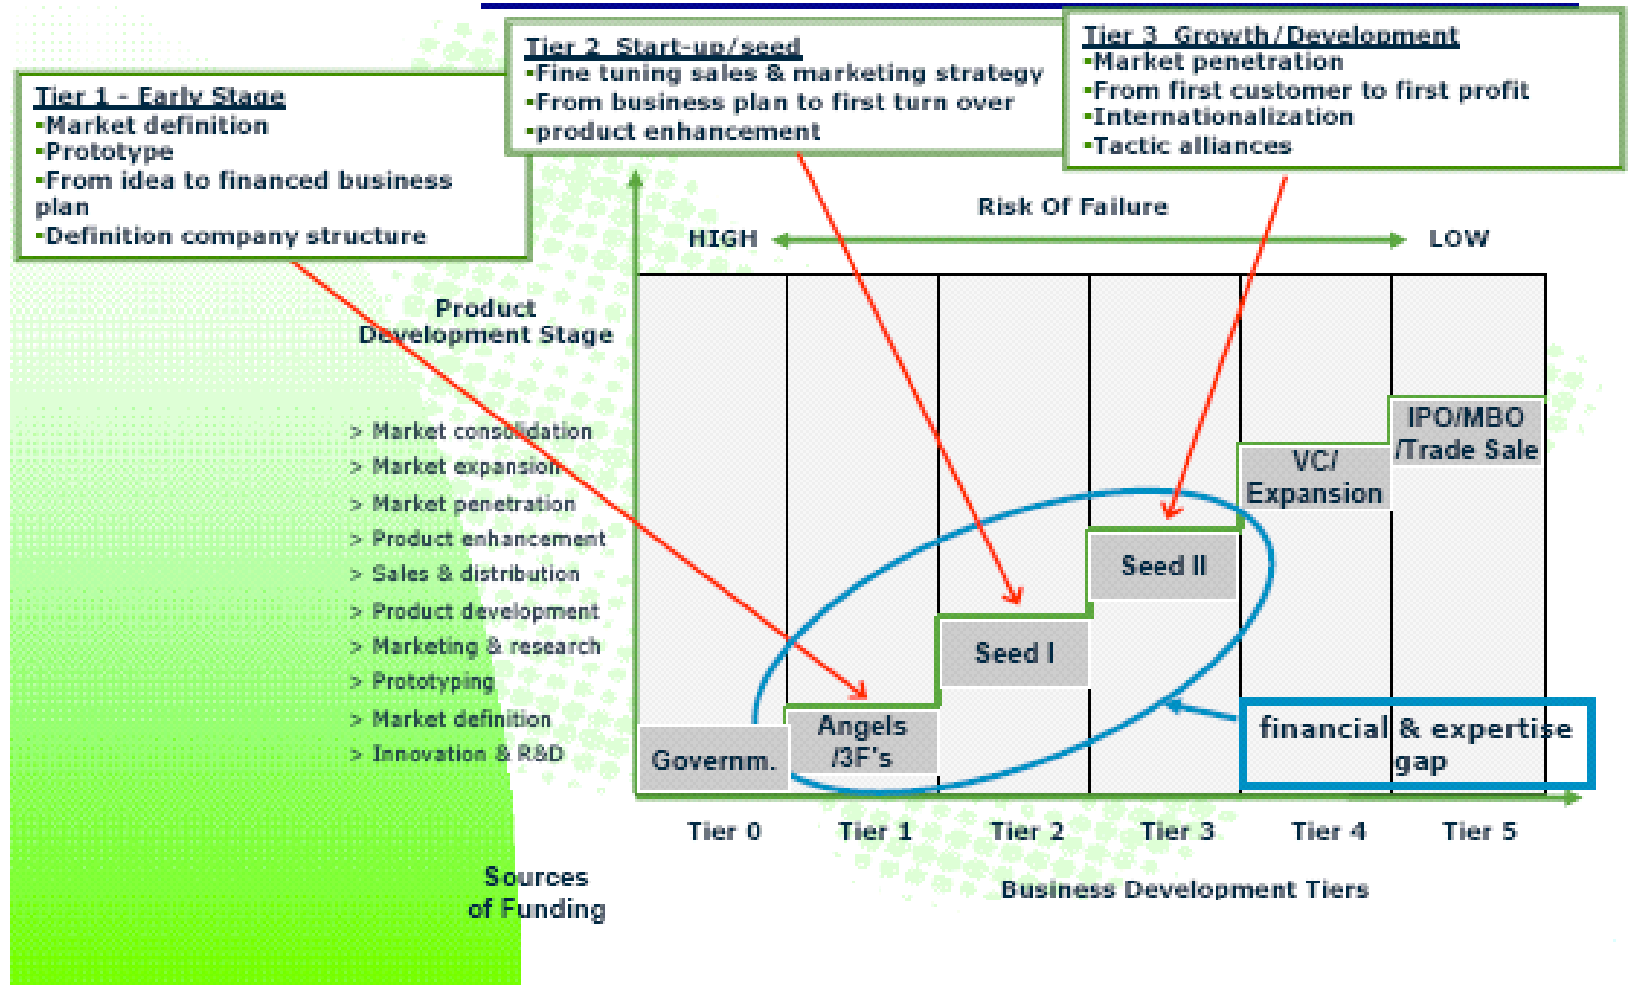 Tier 1 - Early Stage
▪Market definition
▪Prototype
▪From idea to financed business
plan
▪Definition company structure
Tier 2 Start-up/seed
▪Fine tuning sales & marketing strategy
▪From business plan to first turn over
▪product enhancement
Tier 3 Growth/Development
▪Market penetration
▪From first customer to first profit
▪Internationalization
▪Tactic alliances
Risk Of Failure
HIGH
LOW
Product
Development Stage
> Market consolidation
> Market expansion
> Market penetration
> Product enhancement
> Sales & distribution
> Product development
> Marketing & research
> Prototyping
> Market definition
> Innovation & R&D
IPO/MBO
/Trade Sale
VC/
Expansion
Seed II
Seed I
Angels
/3F's
Governm.
financial & expertise
gap
Tier 0
Tier 1
Tier 2
Tier 3
Tier 4
Tier 5
Sources
of Funding
Business Development Tiers